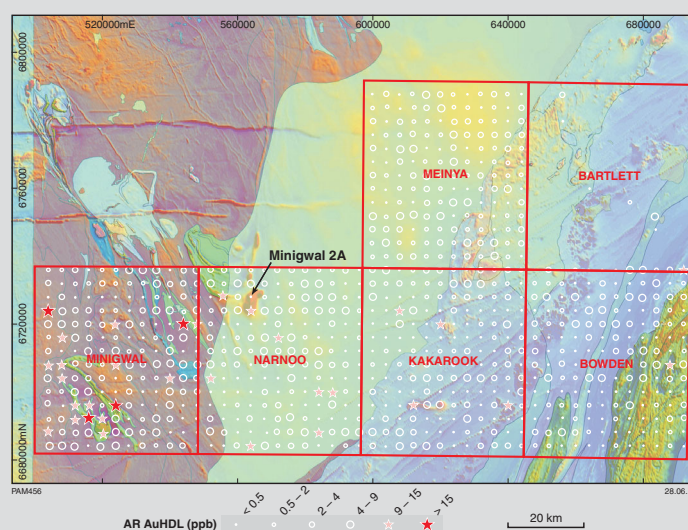 520000mE 560000 600000 640000 680000
6800000
6760000
6720000
6680000mN
MEINYA
BARTLETT
Minigwal 2A
MINIGWAL
NARNOO
KAKAROOK
BOWDEN
PAM456
28.06.
< 0.5 0.5 – 2 2 – 4 4 – 9 9 – 15 > 15
AR AuHDL (ppb)
20 km